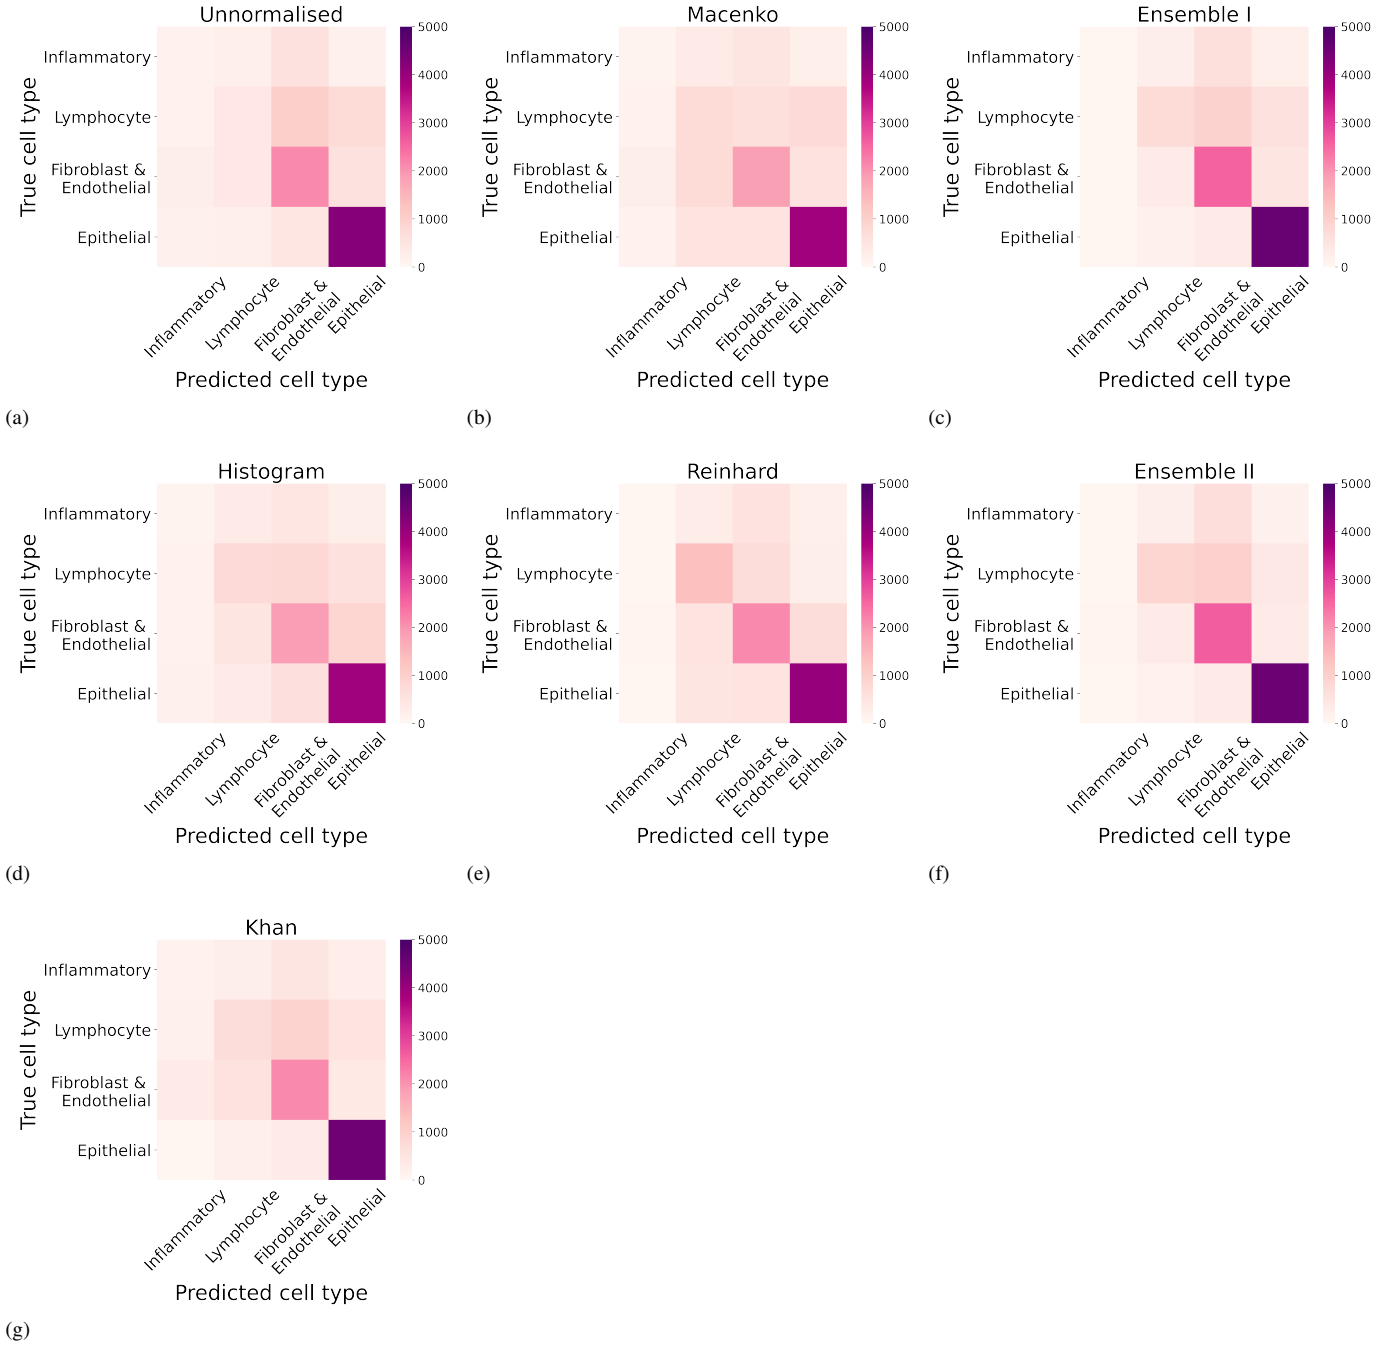 Unnormalised
True cell type
Inflammatory
Lymphocyte
Fibroblast &
Endothelial
Epithelial
5000
4000
3000
2000
1000
0
Inflammatory
Lymphocyte
Fibroblast &
Endothelial
Epithelial
Predicted cell type
(a)
Macenko
True cell type
Inflammatory
Lymphocyte
Fibroblast &
Endothelial
Epithelial
5000
4000
3000
2000
1000
0
Inflammatory
Lymphocyte
Fibroblast &
Endothelial
Epithelial
Predicted cell type
(b)
Ensemble I
True cell type
Inflammatory
Lymphocyte
Fibroblast &
Endothelial
Epithelial
5000
4000
3000
2000
1000
0
Inflammatory
Lymphocyte
Fibroblast &
Endothelial
Epithelial
Predicted cell type
(c)
Histogram
True cell type
Inflammatory
Lymphocyte
Fibroblast &
Endothelial
Epithelial
5000
4000
3000
2000
1000
0
Inflammatory
Lymphocyte
Fibroblast &
Endothelial
Epithelial
Predicted cell type
(d)
Reinhard
True cell type
Inflammatory
Lymphocyte
Fibroblast &
Endothelial
Epithelial
5000
4000
3000
2000
1000
0
Inflammatory
Lymphocyte
Fibroblast &
Endothelial
Epithelial
Predicted cell type
(e)
Ensemble II
True cell type
Inflammatory
Lymphocyte
Fibroblast &
Endothelial
Epithelial
5000
4000
3000
2000
1000
0
Inflammatory
Lymphocyte
Fibroblast &
Endothelial
Epithelial
Predicted cell type
(f)
Khan
True cell type
Inflammatory
Lymphocyte
Fibroblast &
Endothelial
Epithelial
5000
4000
3000
2000
1000
0
Inflammatory
Lymphocyte
Fibroblast &
Endothelial
Epithelial
Predicted cell type
(g)